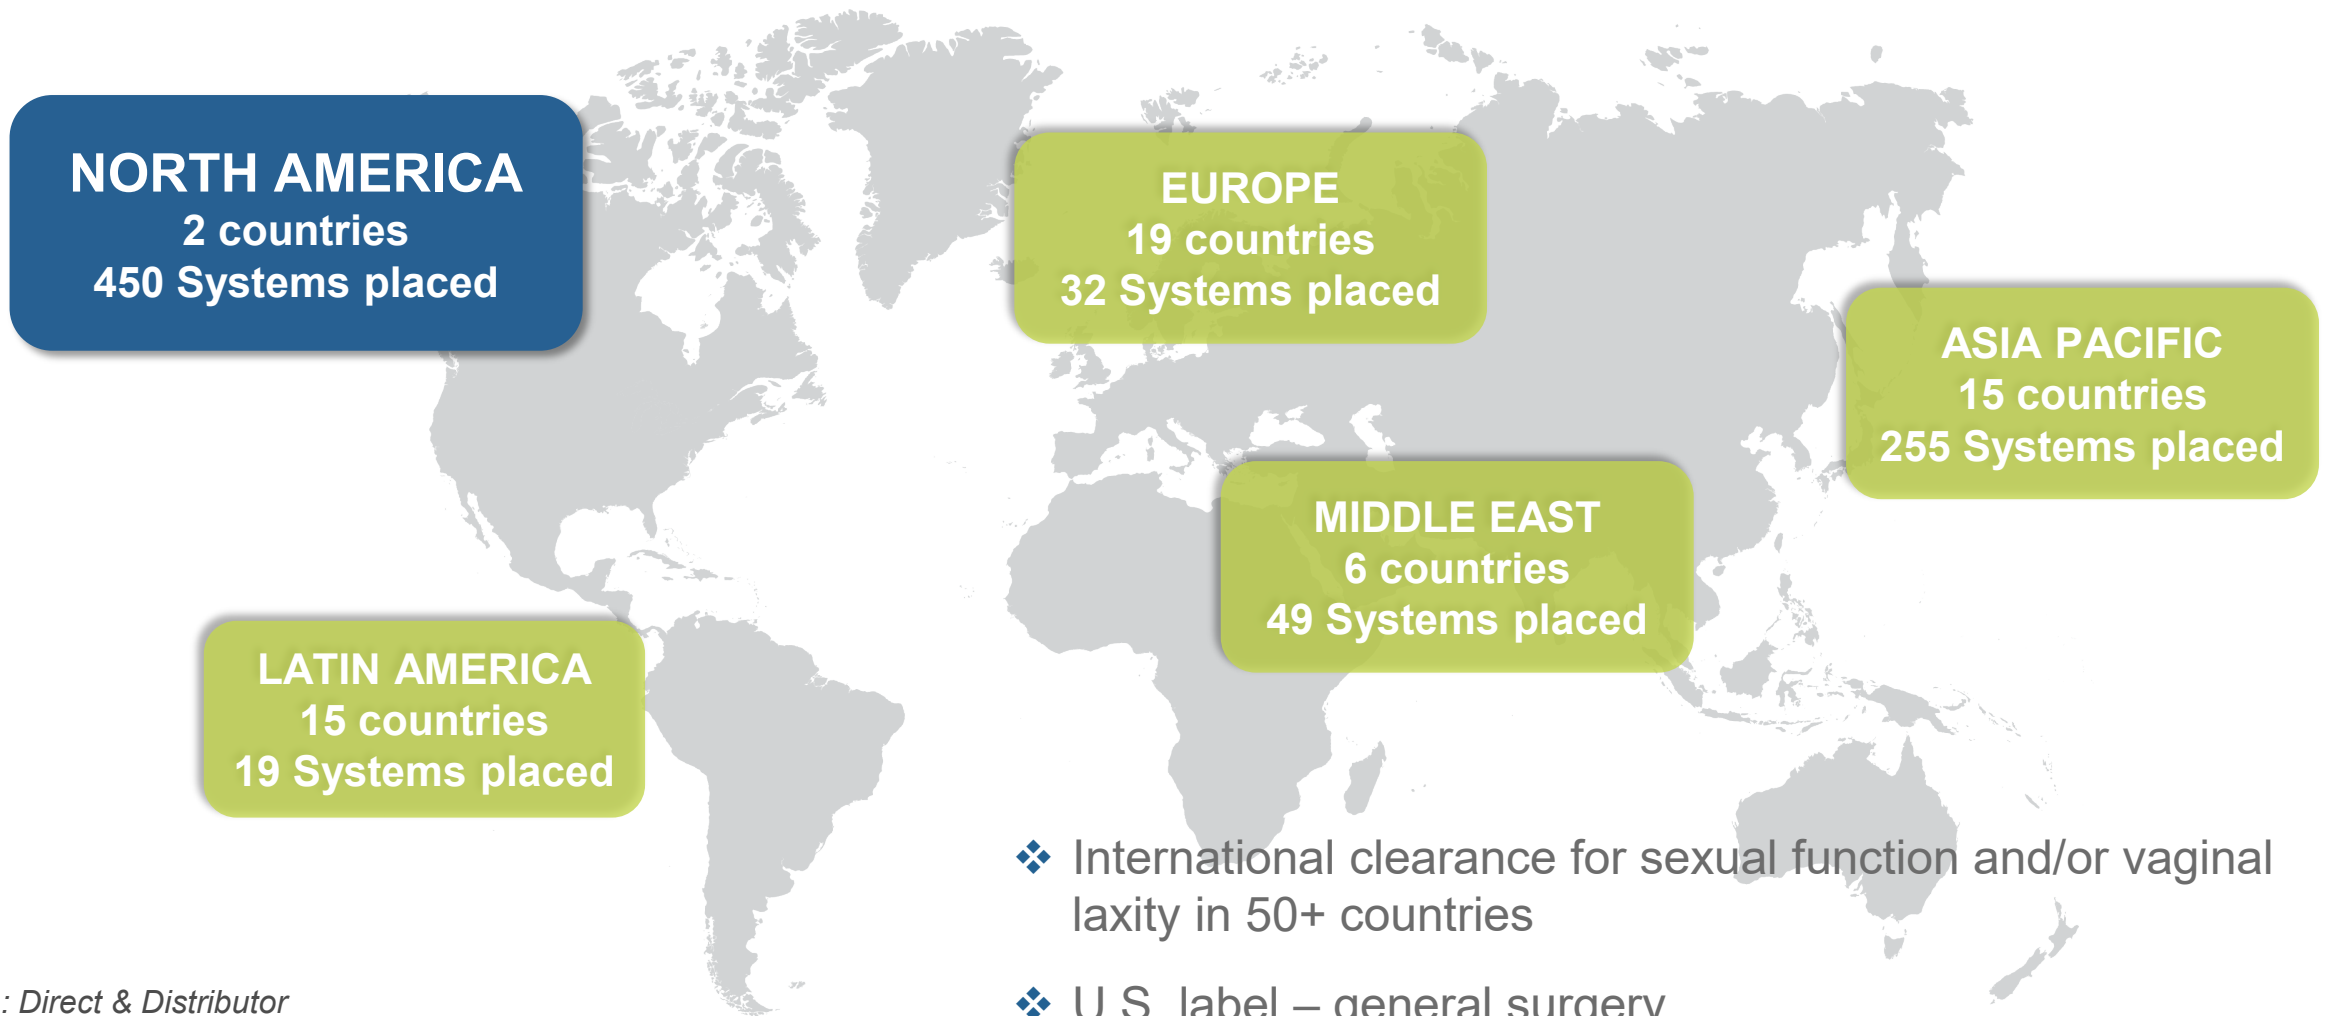 NORTH AMERICA
2 countries
450 Systems placed
EUROPE
19 countries
32 Systems placed
ASIA PACIFIC
15 countries
255 Systems placed
MIDDLE EAST
6 countries
49 Systems placed
LATIN AMERICA
15 countries
19 Systems placed
❖ International clearance for sexual function and/or vaginal
laxity in 50+ countries
❖ U.S. label – general surgery
: Direct & Distributor